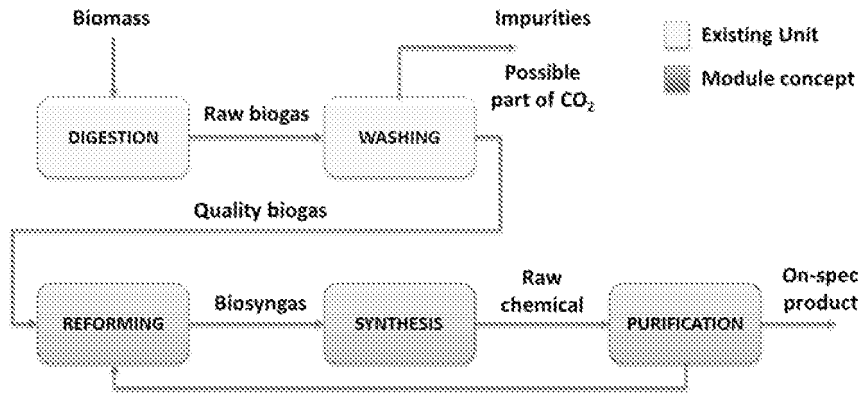 Biomass
Impurities
Existing Unit
Possible
part of CO₂
Module concept
DIGESTION
Raw biogas
WASHING
Quality biogas
REFORMING
Biosyngas
SYNTHESIS
Raw
chemical
PURIFICATION
On-spec
product